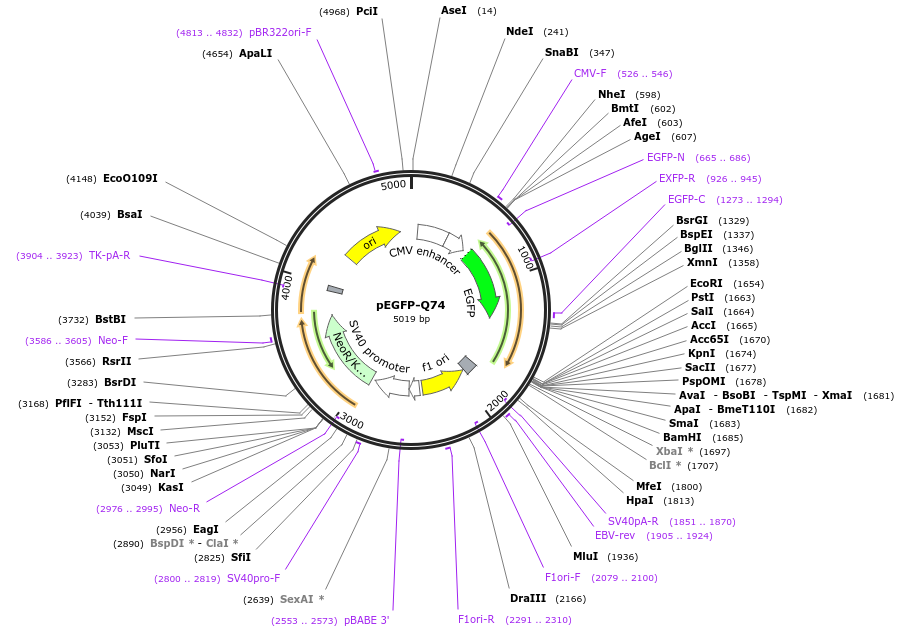 (4968) PciI
AseI (14)
(4813 .. 4832) pBR322ori-F
NdeI (241)
(4654) ApaLI
SnaBI (347)
CMV-F (526 .. 546)
NheI (598)
BmtI (602)
AfeI (603)
AgeI (607)
EGFP-N (665 .. 686)
(4148) EcoO109I
EXFP-R (926 .. 945)
EGFP-C (1273 .. 1294)
(4039) BsaI
BsrGI (1329)
BspEI (1337)
BglII (1346)
(3904 .. 3923) TK-pA-R
XmnI (1358)
EcoRI (1654)
PstI (1663)
SalI (1664)
(3732) BstBI
AccI (1665)
(3586 .. 3605) Neo-F
Acc65I (1670)
KpnI (1674)
(3566) RsrII
SacII (1677)
(3283) BsrDI
PspOMI (1678)
AvaI - BsoBI - TspMI - XmaI (1681)
(3168) PflFI - Tth111I
ApaI - BmeT110I (1682)
(3152) FspI
SmaI (1683)
(3132) MscI
BamHI (1685)
(3053) PluTI
XbaI * (1697)
(3051) SfoI
BclI * (1707)
(3050) NarI
(3049) KasI
MfeI (1800)
HpaI (1813)
(2976 .. 2995) Neo-R
SV40pA-R (1851 .. 1870)
(2956) EagI
EBV-rev (1905 .. 1924)
(2890) BspDI * - ClaI *
(2825) SfiI
MluI (1936)
(2800 .. 2819) SV40pro-F
F1ori-F (2079 .. 2100)
(2639) SexAI *
DraIII (2166)
(2553 .. 2573) pBABE 3'
F1ori-R (2291 .. 2310)
5000
1000
2000
3000
4000
ori
CMV enhancer
EGFP
pEGFP-Q74
5019 bp
SV40 promoter
NeoR/K...
f1 ori